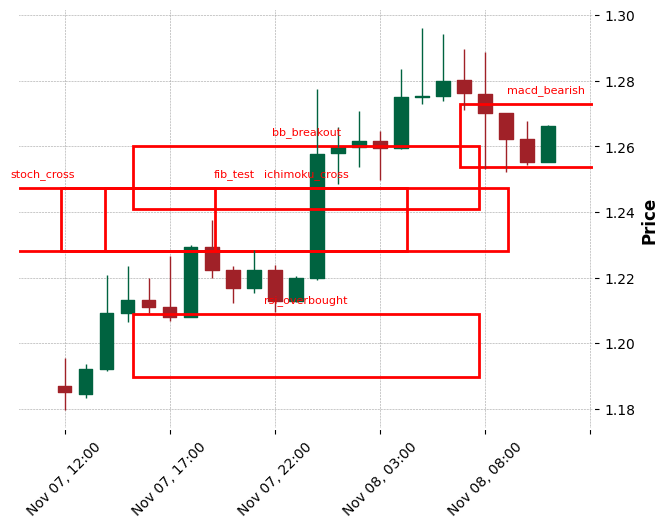 1.30
1.28
macd_bearish
1.26
bb_breakout
stoch_cross
fib_test
ichimoku_cross
1.24
Price
1.22
rsi_overbought
1.20
1.18
Nov 07, 12:00
Nov 07, 17:00
Nov 07, 22:00
Nov 08, 03:00
Nov 08, 08:00